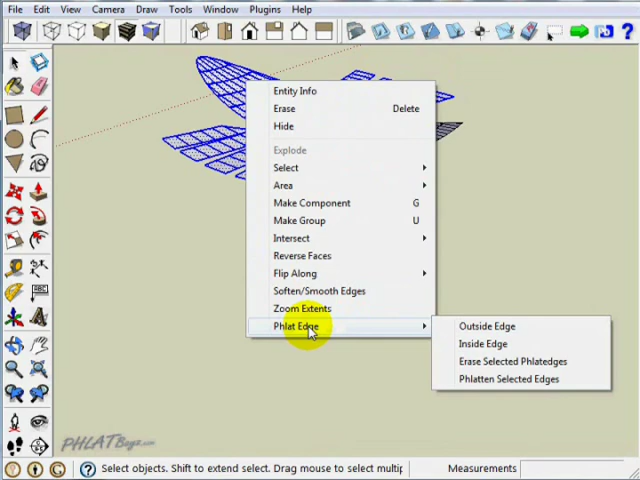 File Edit View Camera Draw Tools Window Plugins Help
Entity Info
Erase Delete
Hide
Explode
Select
Area
Make Component G
Make Group U
Intersect
Reverse Faces
Flip Along
Soften/Smooth Edges
Zoom Extents
Phlat Edge
Outside Edge
Inside Edge
Erase Selected Phlatedges
Phlatten Selected Edges
PHLATBoyz.com
Select objects. Shift to extend select. Drag mouse to select multip
Measurements